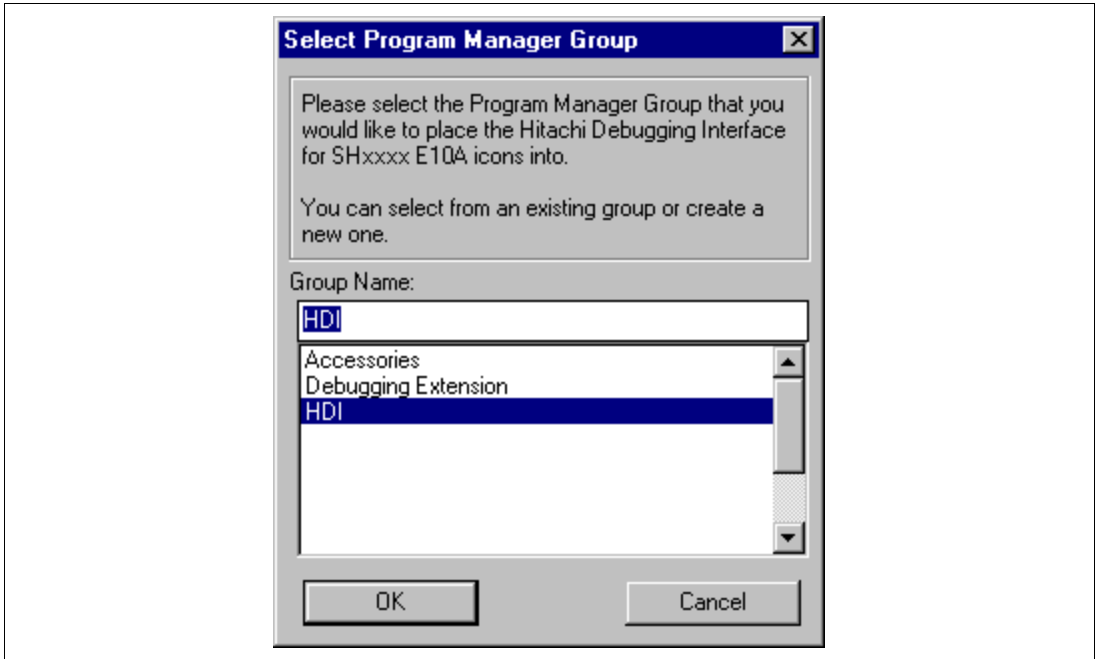 Select Program Manager Group
Please select the Program Manager Group that you
would like to place the Hitachi Debugging Interface
for SHxxxx E10A icons into.
You can select from an existing group or create a
new one.
Group Name:
HDI
Accessories
Debugging Extension
HDI
OK
Cancel